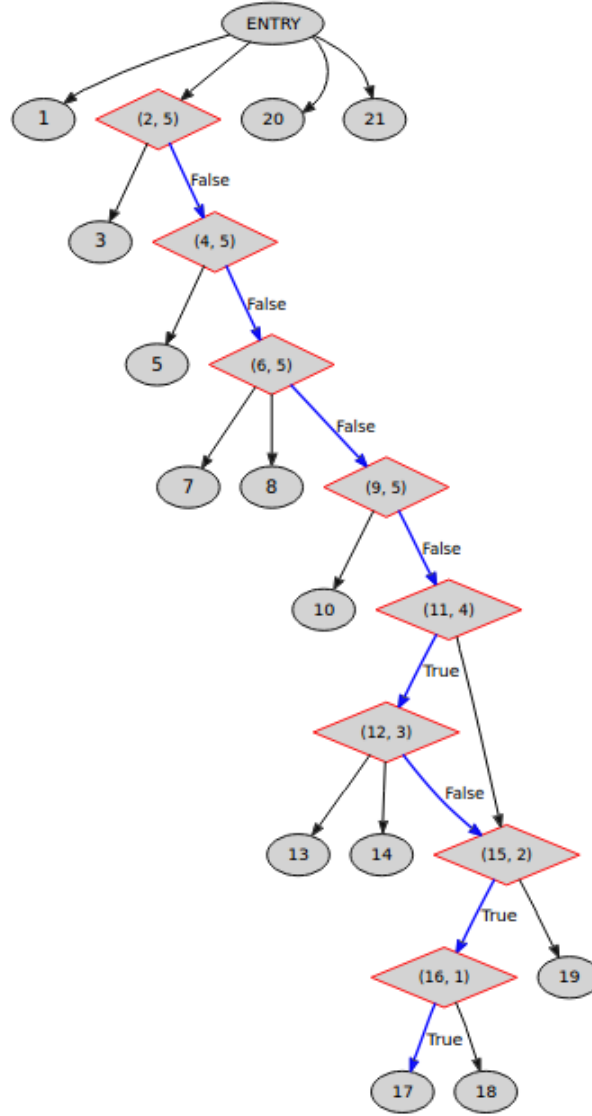 ENTRY
1
(2, 5)
20
21
False
3
(4, 5)
False
5
(6, 5)
False
7
8
(9, 5)
False
10
(11, 4)
True
(12, 3)
False
13
14
(15, 2)
True
(16, 1)
19
True
17
18